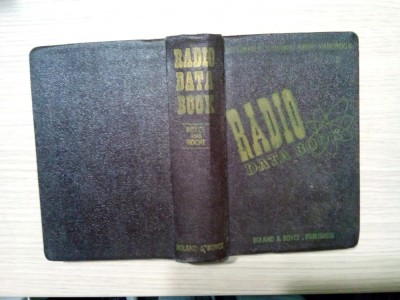 RADIO
DATA
BOOK
BOYCE
AND
ROCHE
BOLAND & BOYCE
RADIO
DATA BOOK
BOLAND & BOYCE, PUBLISHERS